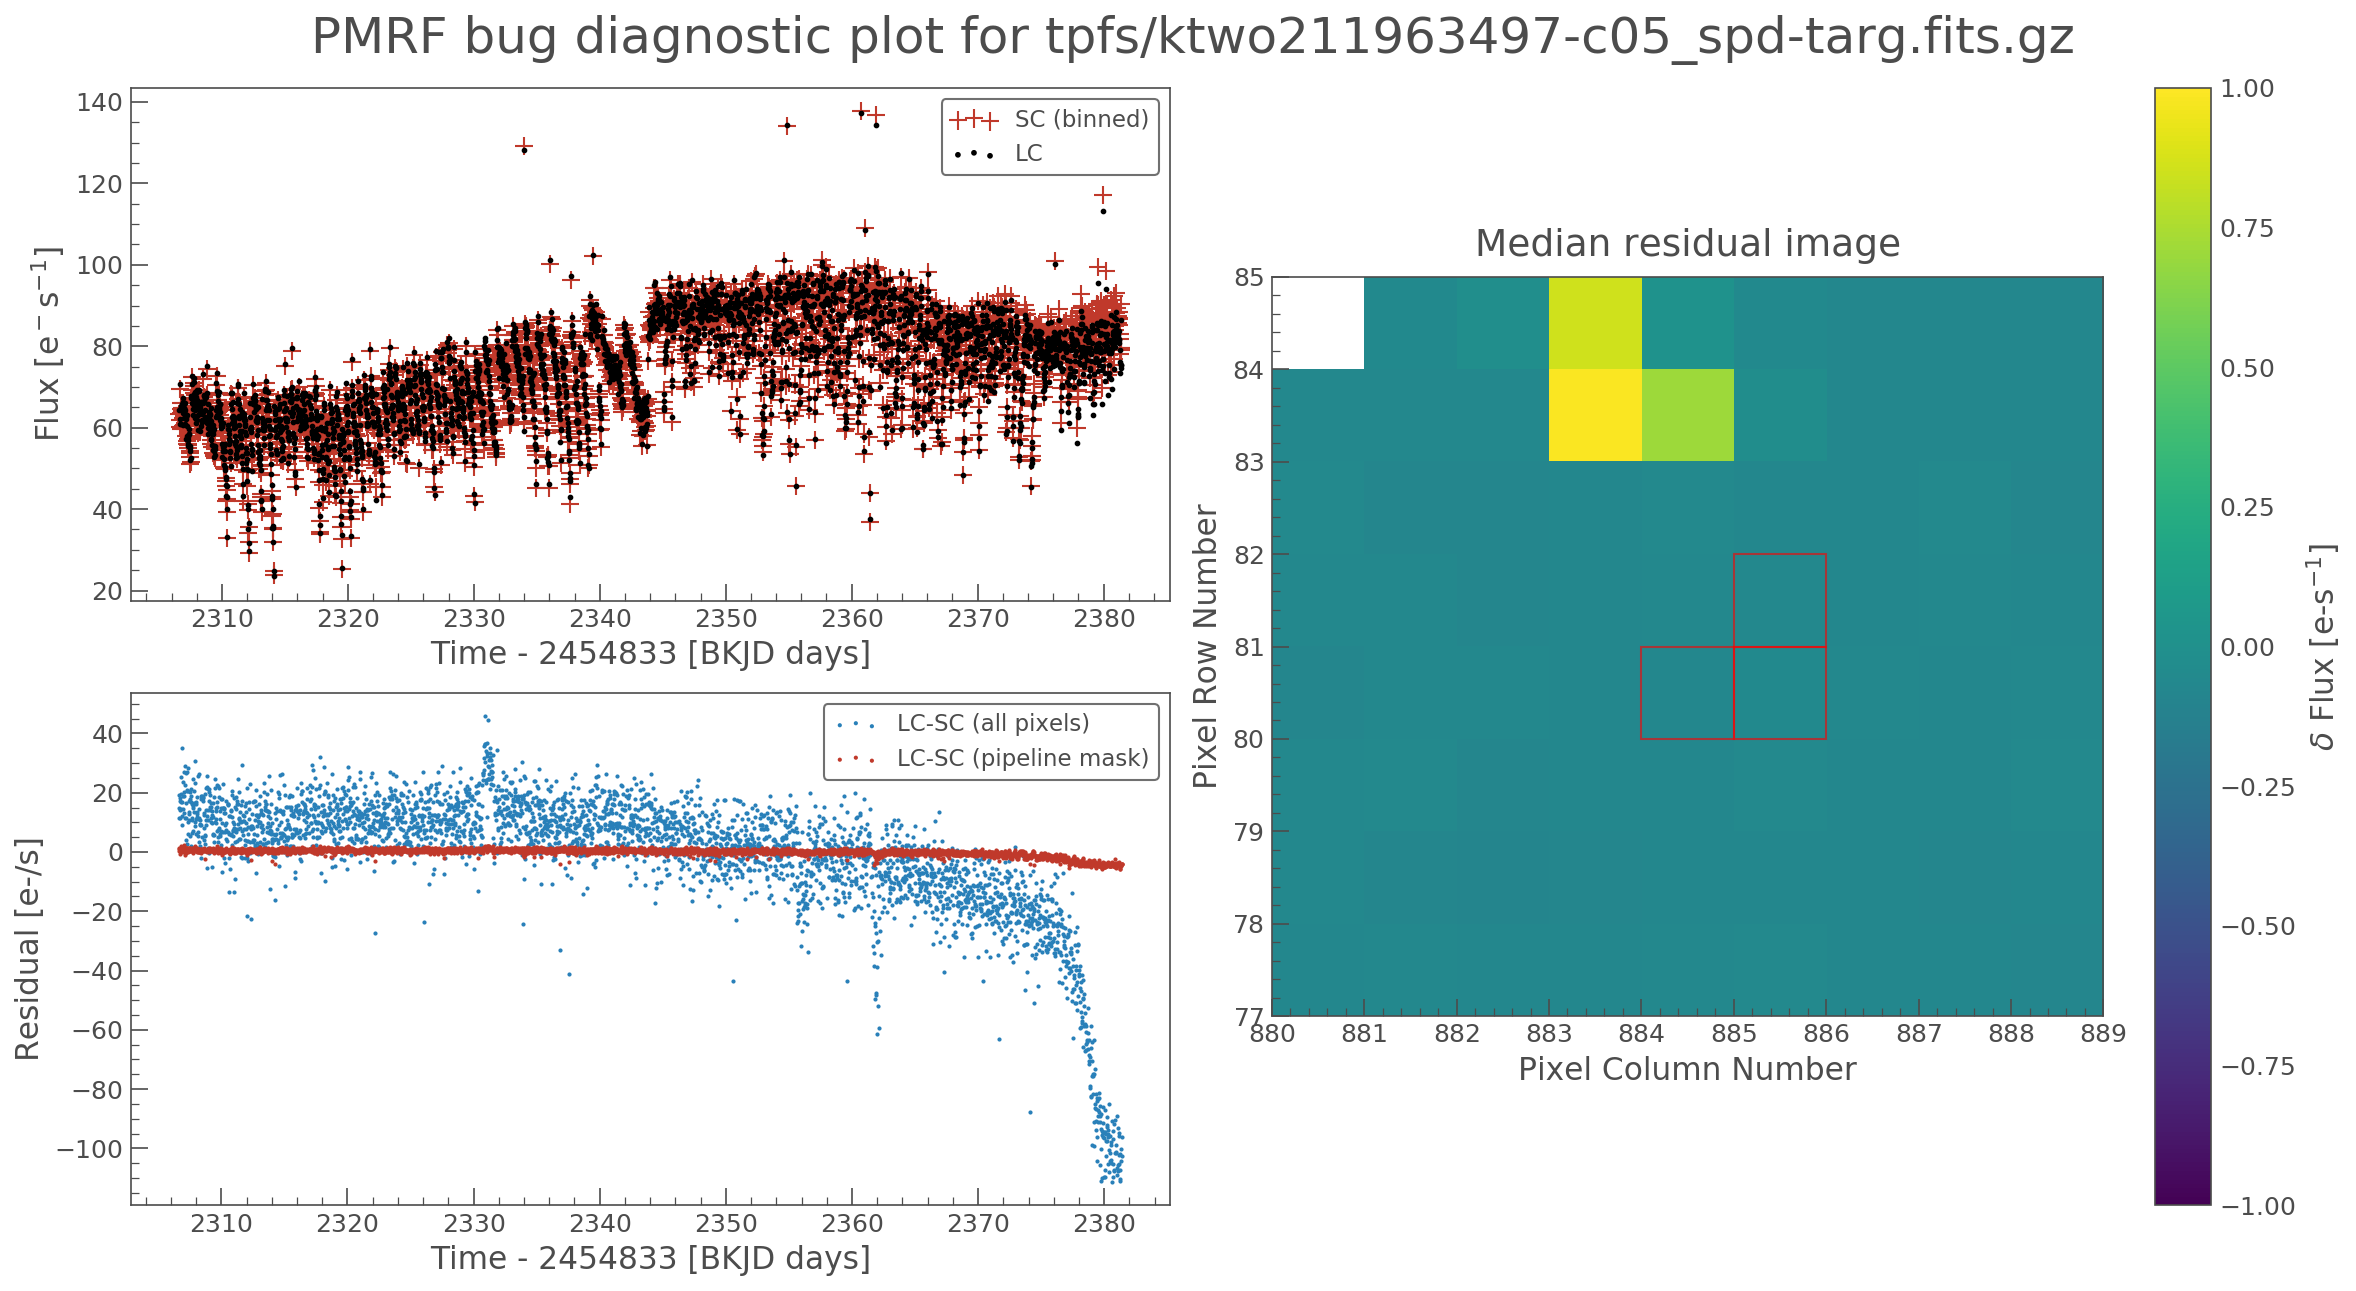 PMRF bug diagnostic plot for tpfs/ktwo211963497-c05_spd-targ.fits.gz
140
120
100
80
60
40
20
Flux [e⁻ s⁻¹]
SC (binned)
LC
2310 2320 2330 2340 2350 2360 2370 2380
Time - 2454833 [BKJD days]
40
20
0
−20
−40
−60
−80
−100
Residual [e-/s]
LC-SC (all pixels)
LC-SC (pipeline mask)
2310 2320 2330 2340 2350 2360 2370 2380
Time - 2454833 [BKJD days]
Median residual image
85
84
83
82
81
80
79
78
77
Pixel Row Number
880 881 882 883 884 885 886 887 888 889
Pixel Column Number
1.00
0.75
0.50
0.25
0.00
−0.25
−0.50
−0.75
−1.00
δ Flux [e-s⁻¹]